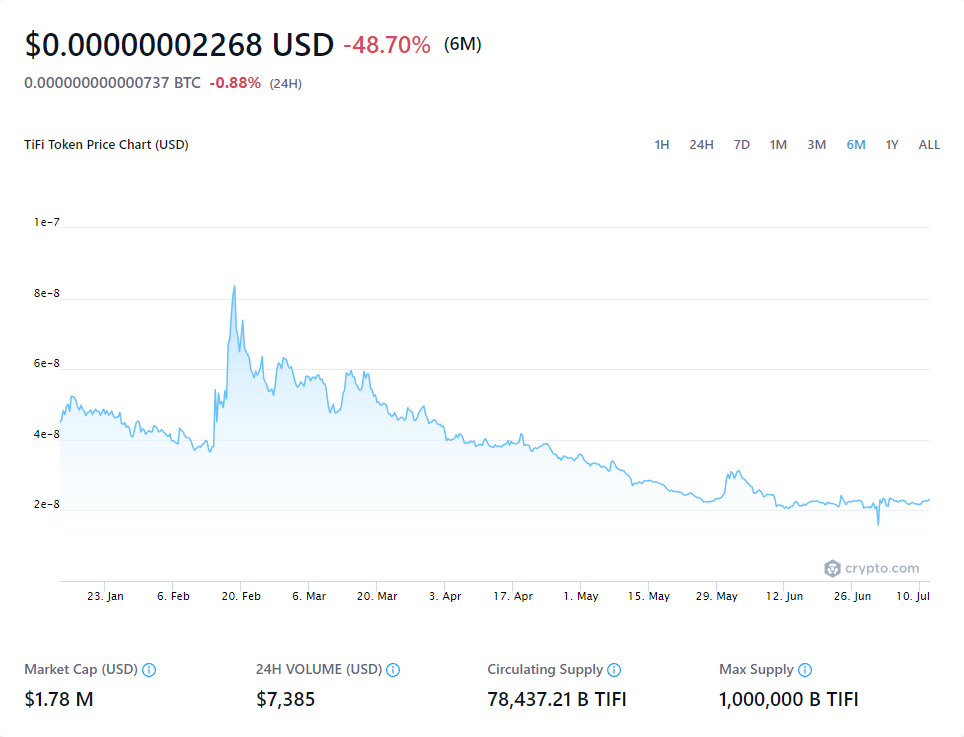 $0.00000002268 USD -48.70% (6M)
0.000000000000737 BTC -0.88% (24H)
TiFi Token Price Chart (USD) 1H 24H 7D 1M 3M 6M 1Y ALL
1e-7
8e-8
6e-8
4e-8
2e-8
crypto.com
23. Jan 6. Feb 20. Feb 6. Mar 20. Mar 3. Apr 17. Apr 1. May 15. May 29. May 12. Jun 26. Jun 10. Jul
Market Cap (USD) 24H VOLUME (USD) Circulating Supply Max Supply
$1.78 M $7,385 78,437.21 B TIFI 1,000,000 B TIFI